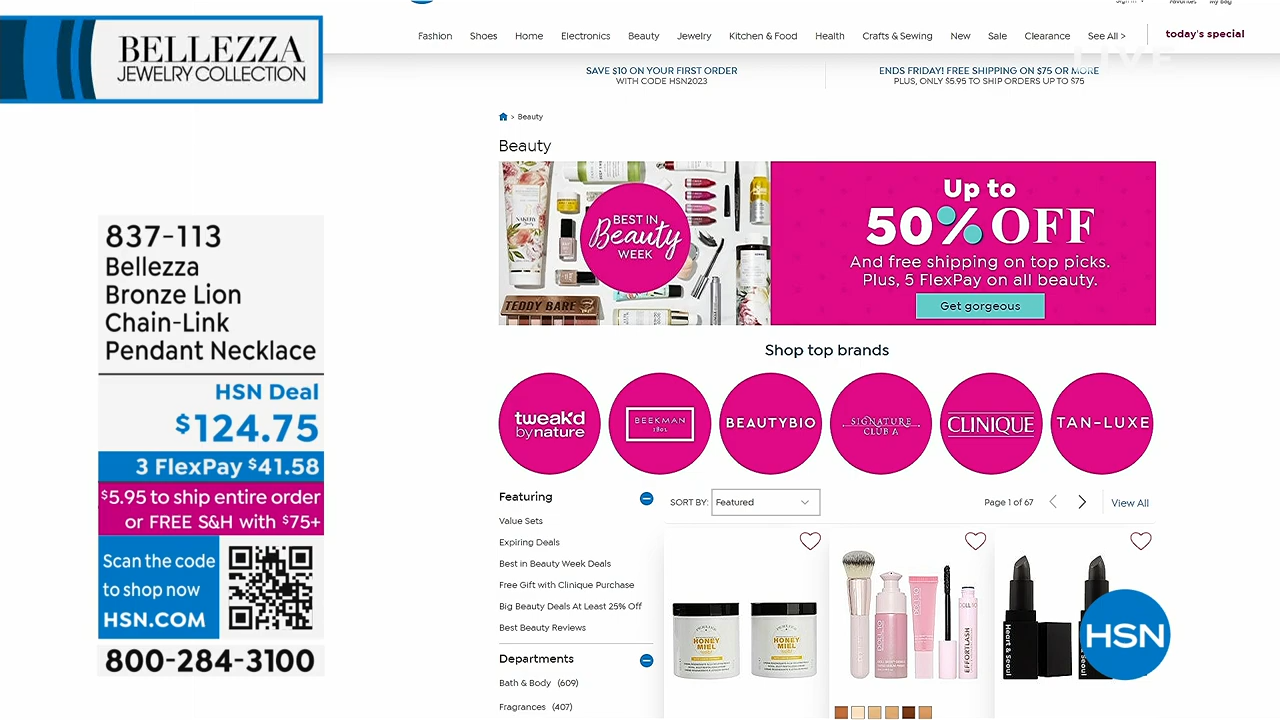 BELLEZZA
JEWELRY COLLECTION
837-113
Bellezza
Bronze Lion
Chain-Link
Pendant Necklace
HSN Deal
$124.75
3 FlexPay $41.58
$5.95 to ship entire order
or FREE S&H with $75+
Scan the code
to shop now
HSN.COM
800-284-3100
Fashion Shoes Home Electronics Beauty Jewelry Kitchen & Food Health Crafts & Sewing New Sale Clearance See All > today's special
LIVE
SAVE $10 ON YOUR FIRST ORDER
WITH CODE HSN2023
ENDS FRIDAY! FREE SHIPPING ON $75 OR MORE
PLUS, ONLY $5.95 TO SHIP ORDERS UP TO $75
> Beauty
Beauty
BEST IN
Beauty
WEEK
TEDDY BARE
Up to
50% OFF
And free shipping on top picks.
Plus, 5 FlexPay on all beauty.
Get gorgeous
Shop top brands
tweak'd
by nature
BEEKMAN
1802
BEAUTYBIO
SIGNATURE
CLUB A
CLINIQUE
TAN-LUXE
Featuring
Value Sets
Expiring Deals
Best in Beauty Week Deals
Free Gift with Clinique Purchase
Big Beauty Deals At Least 25% Off
Best Beauty Reviews
Departments
Bath & Body (609)
Fragrances (407)
SORT BY: Featured
Page 1 of 67
View All
HONEY
MIEL
HONEY
MIEL
DOLL 10
EFFORTLASH
Heart & Seoul
HSN